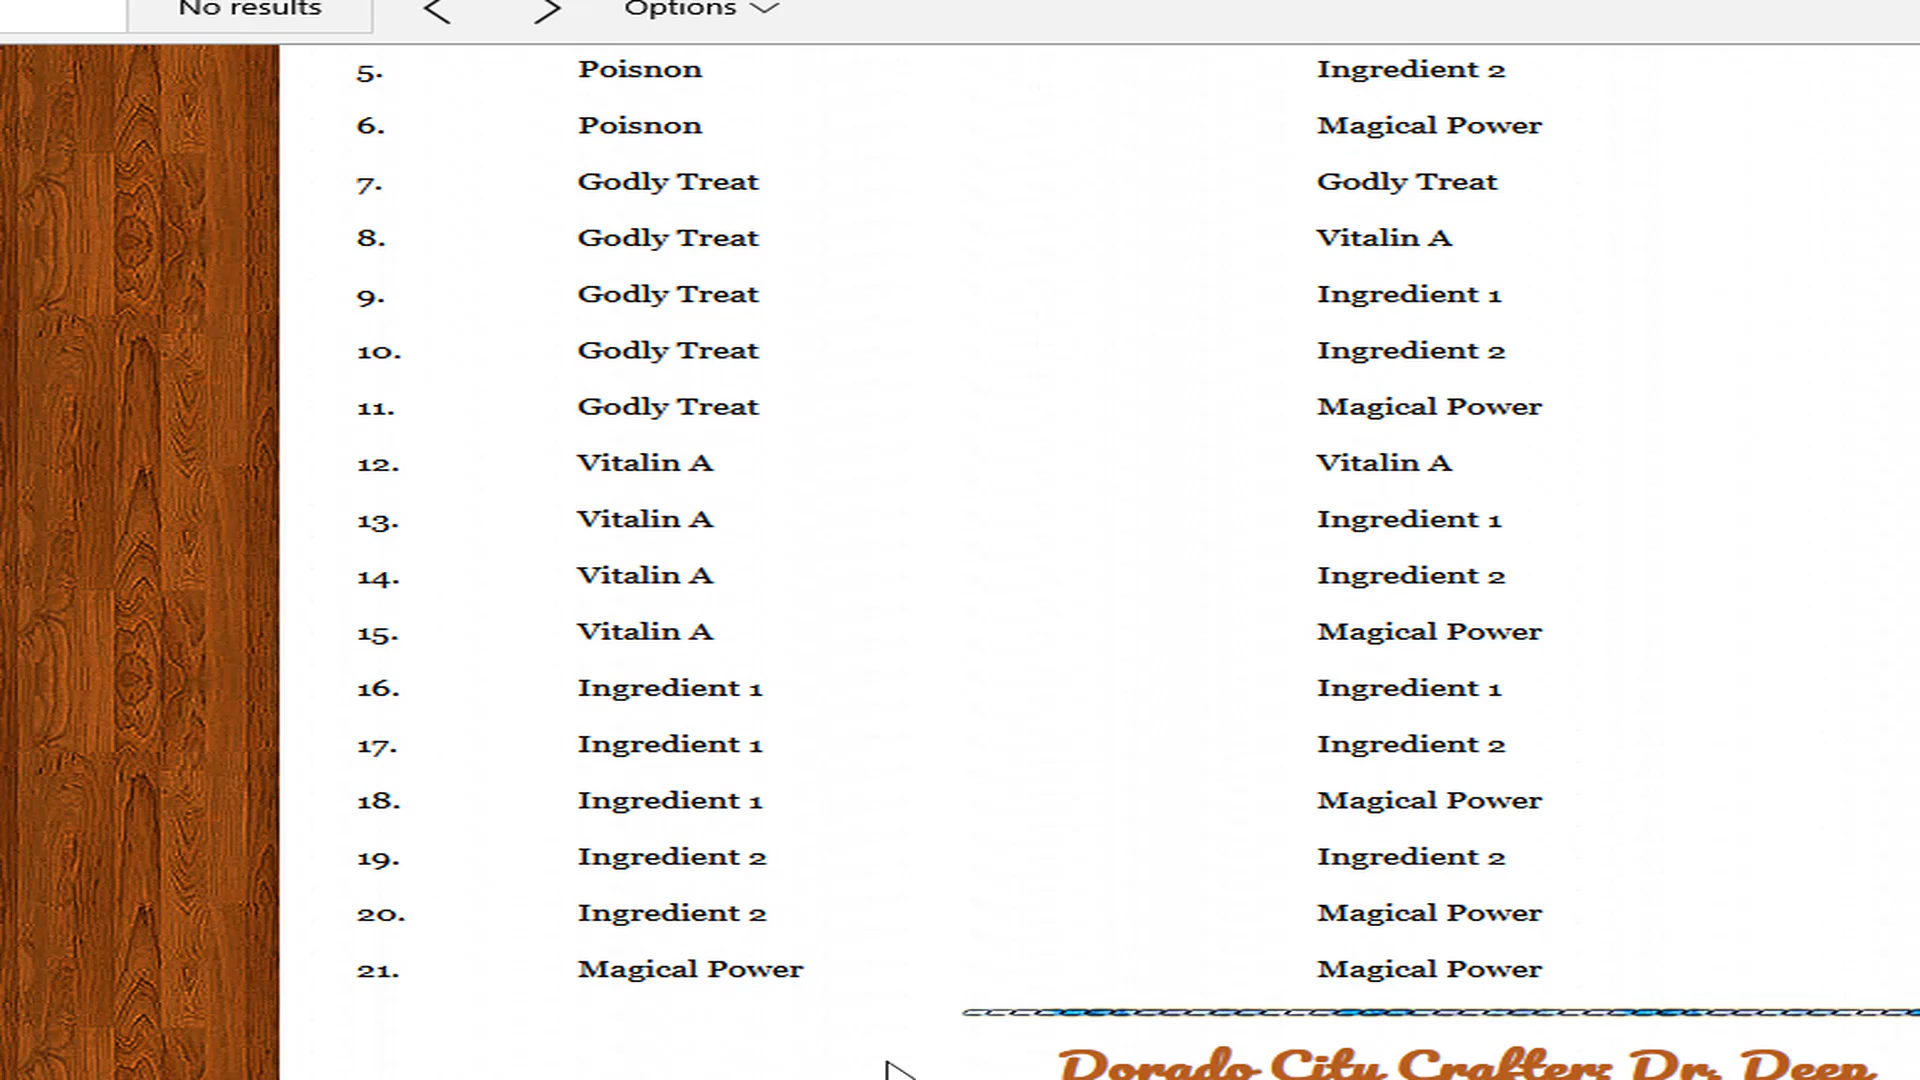 No results Options
5. Poisnon Ingredient 2
6. Poisnon Magical Power
7. Godly Treat Godly Treat
8. Godly Treat Vitalin A
9. Godly Treat Ingredient 1
10. Godly Treat Ingredient 2
11. Godly Treat Magical Power
12. Vitalin A Vitalin A
13. Vitalin A Ingredient 1
14. Vitalin A Ingredient 2
15. Vitalin A Magical Power
16. Ingredient 1 Ingredient 1
17. Ingredient 1 Ingredient 2
18. Ingredient 1 Magical Power
19. Ingredient 2 Ingredient 2
20. Ingredient 2 Magical Power
21. Magical Power Magical Power
Dorado City Crafter: Dr. Deep